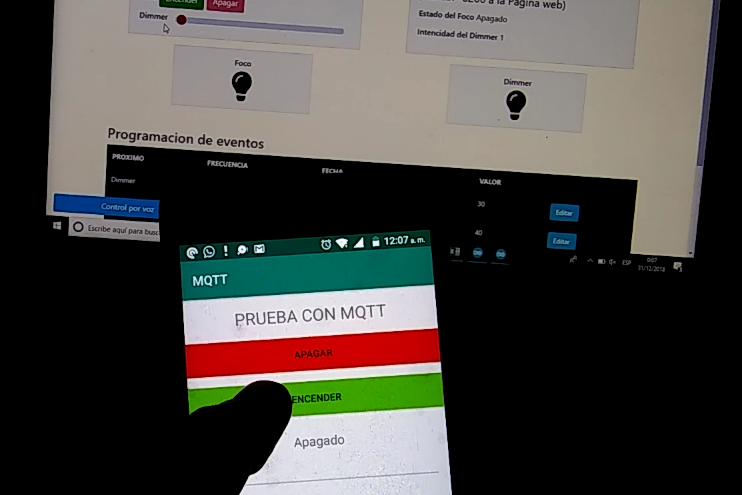 Apagar
a la Pagina web)
Dimmer
Estado del Foco Apagado
Intencidad del Dimmer 1
Foco
Dimmer
Programacion de eventos
PROXIMO FRECUENCIA FECHA VALOR
Dimmer 30 Editar
40 Editar
Control por voz
Escribe aquí para busc
ESP
0:07
31/12/2018
12:07 a.m.
MQTT
PRUEBA CON MQTT
APAGAR
ENCENDER
Apagado